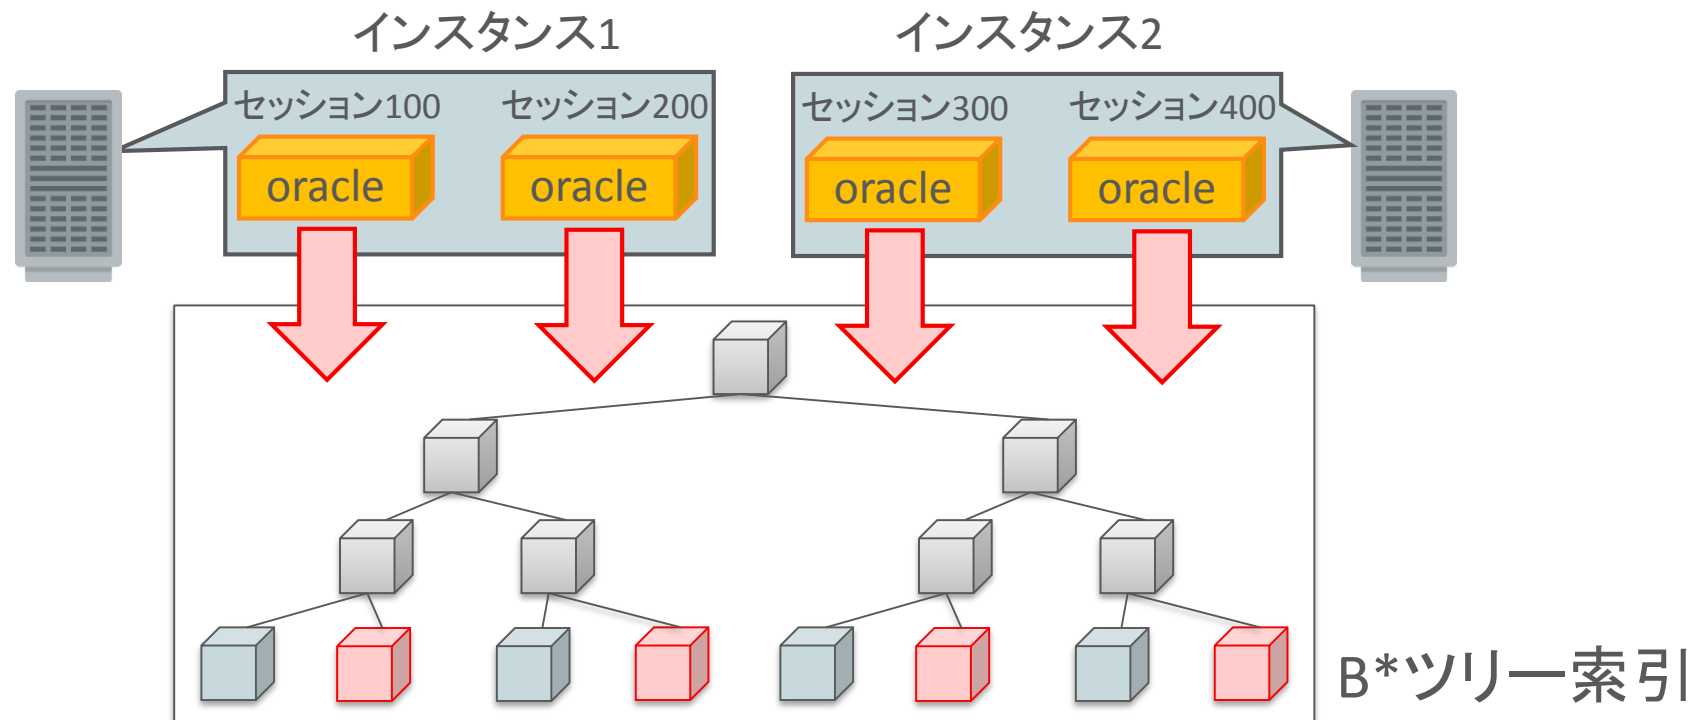 インスタンス1
インスタンス2
セッション100
セッション200
セッション300
セッション400
oracle
oracle
oracle
oracle
B*ツリー索引